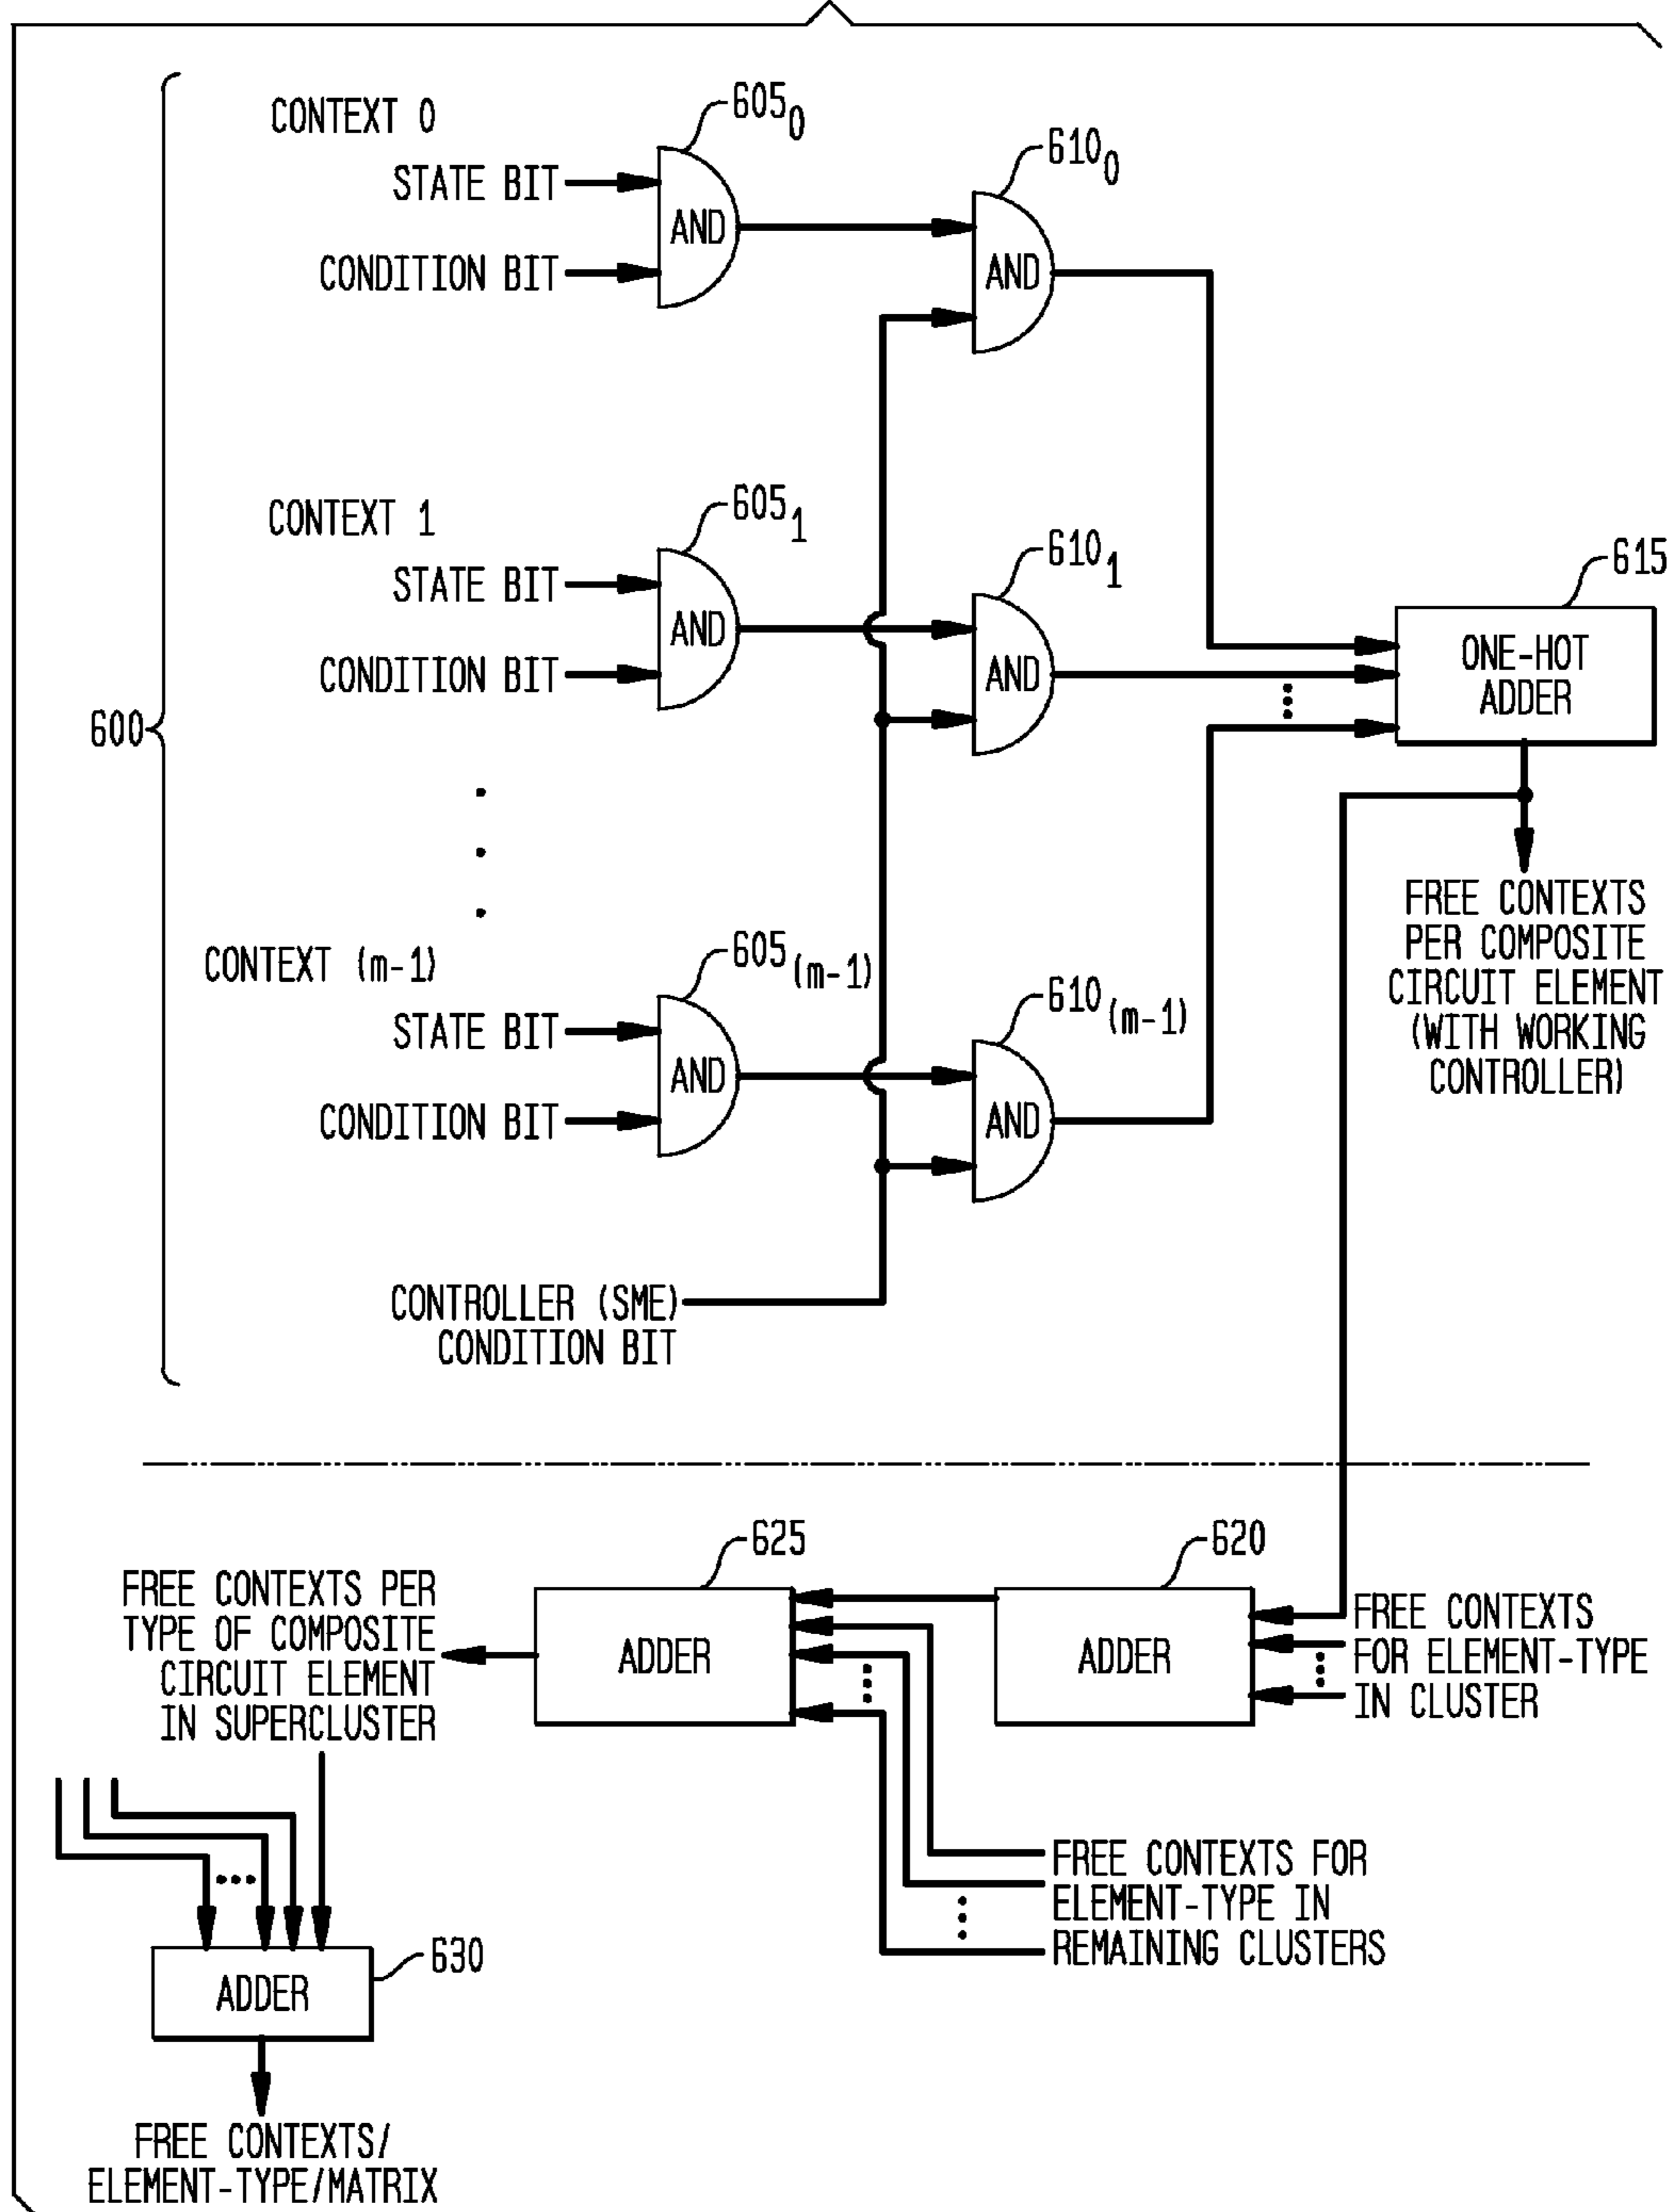 CONTEXT 0
605₀
STATE BIT
CONDITION BIT
AND
610₀
AND
CONTEXT 1
605₁
STATE BIT
CONDITION BIT
AND
610₁
AND
615
ONE-HOT
ADDER
600
FREE CONTEXTS
PER COMPOSITE
CIRCUIT ELEMENT
(WITH WORKING
CONTROLLER)
CONTEXT (m-1)
605(m-1)
STATE BIT
CONDITION BIT
AND
610(m-1)
AND
CONTROLLER (SME)
CONDITION BIT
625
620
FREE CONTEXTS PER
TYPE OF COMPOSITE
CIRCUIT ELEMENT
IN SUPERCLUSTER
ADDER
ADDER
FREE CONTEXTS
FOR ELEMENT-TYPE
IN CLUSTER
FREE CONTEXTS FOR
ELEMENT-TYPE IN
REMAINING CLUSTERS
630
ADDER
FREE CONTEXTS/
ELEMENT-TYPE/MATRIX